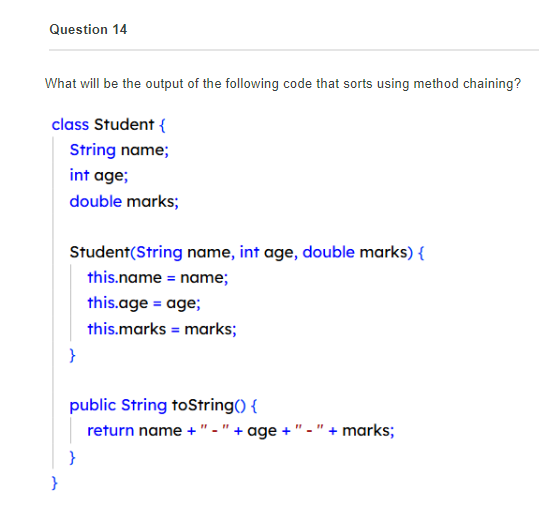 Question 14
What will be the output of the following code that sorts using method chaining?
class Student {
String name;
int age;
double marks;
Student(String name, int age, double marks) {
this.name = name;
this.age = age;
this.marks = marks;
}
public String toString() {
return name + " - " + age + " - " + marks;
}
}